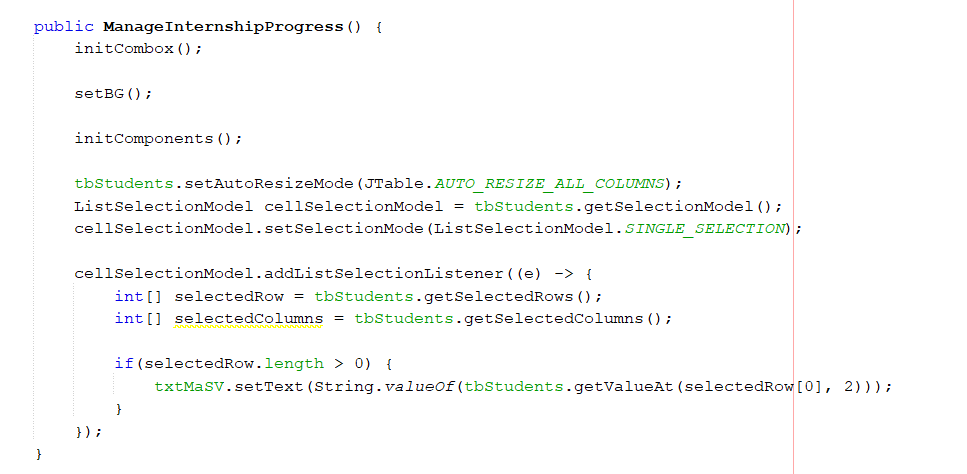 public ManageInternshipProgress() {
initCombox();
setBG();
initComponents();
tbStudents.setAutoResizeMode(JTable.AUTO_RESIZE_ALL_COLUMNS);
ListSelectionModel cellSelectionModel = tbStudents.getSelectionModel();
cellSelectionModel.setSelectionMode(ListSelectionModel.SINGLE_SELECTION);
cellSelectionModel.addListSelectionListener((e) -> {
int[] selectedRow = tbStudents.getSelectedRows();
int[] selectedColumns = tbStudents.getSelectedColumns();
if(selectedRow.length > 0) {
txtMaSV.setText(String.valueOf(tbStudents.getValueAt(selectedRow[0], 2)));
}
});
}